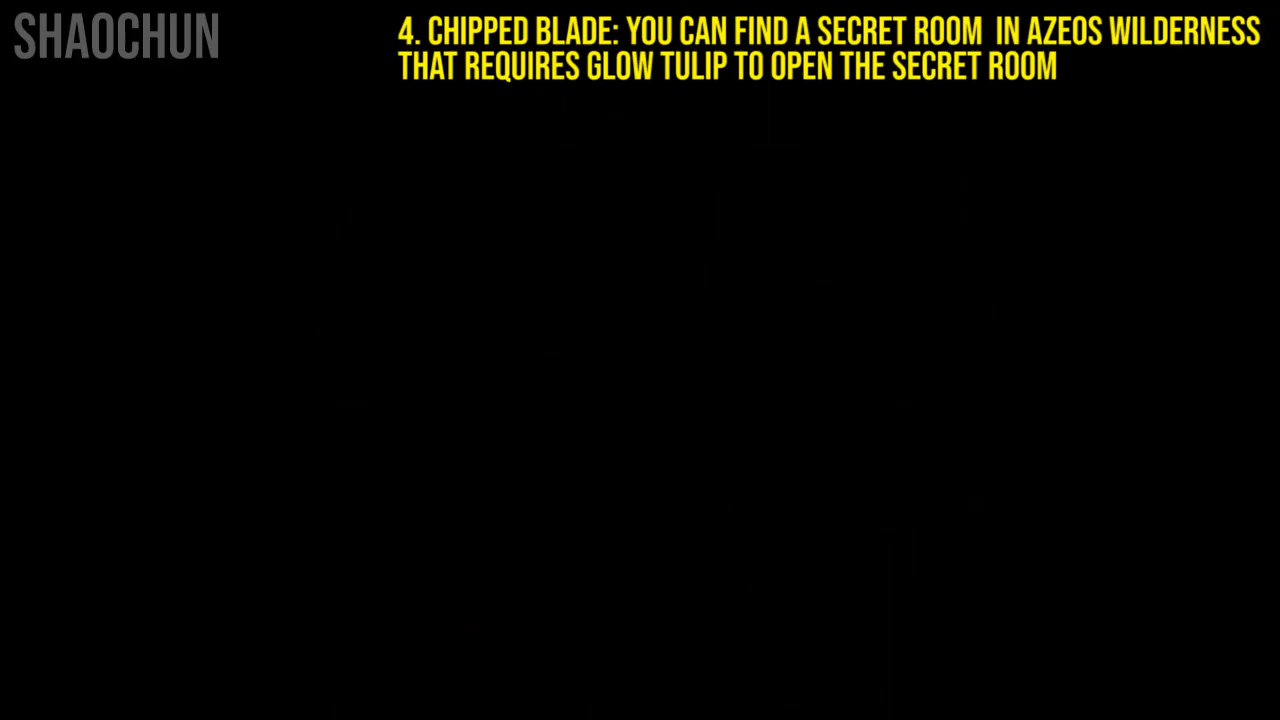 SHAOCHUN
4. CHIPPED BLADE: YOU CAN FIND A SECRET ROOM IN AZEOS WILDERNESS
THAT REQUIRES GLOW TULIP TO OPEN THE SECRET ROOM